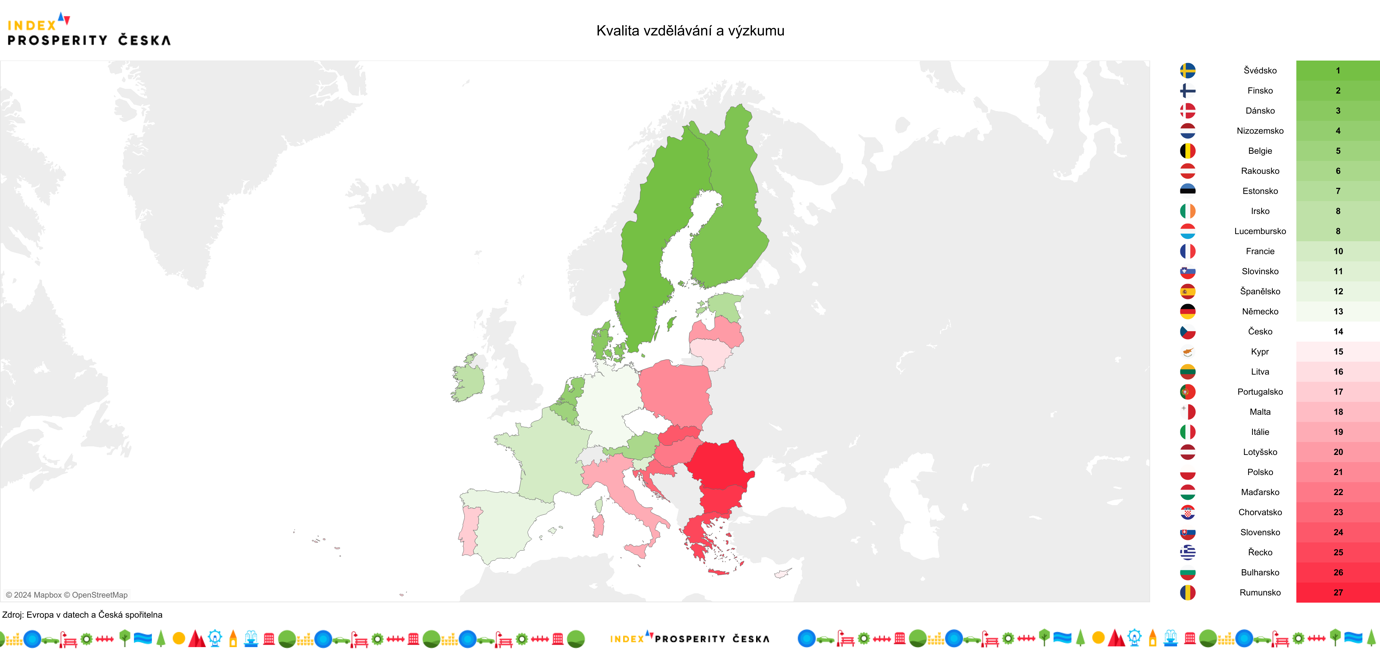 INDEX
PROSPERITY ČESKA
Kvalita vzdělávání a výzkumu
Švédsko 1
Finsko 2
Dánsko 3
Nizozemsko 4
Belgie 5
Rakousko 6
Estonsko 7
Irsko 8
Lucembursko 8
Francie 10
Slovinsko 11
Španělsko 12
Německo 13
Česko 14
Kypr 15
Litva 16
Portugalsko 17
Malta 18
Itálie 19
Lotyšsko 20
Polsko 21
Maďarsko 22
Chorvatsko 23
Slovensko 24
Řecko 25
Bulharsko 26
Rumunsko 27
© 2024 Mapbox © OpenStreetMap
Zdroj: Evropa v datech a Česká spořitelna
INDEX PROSPERITY ČESKA